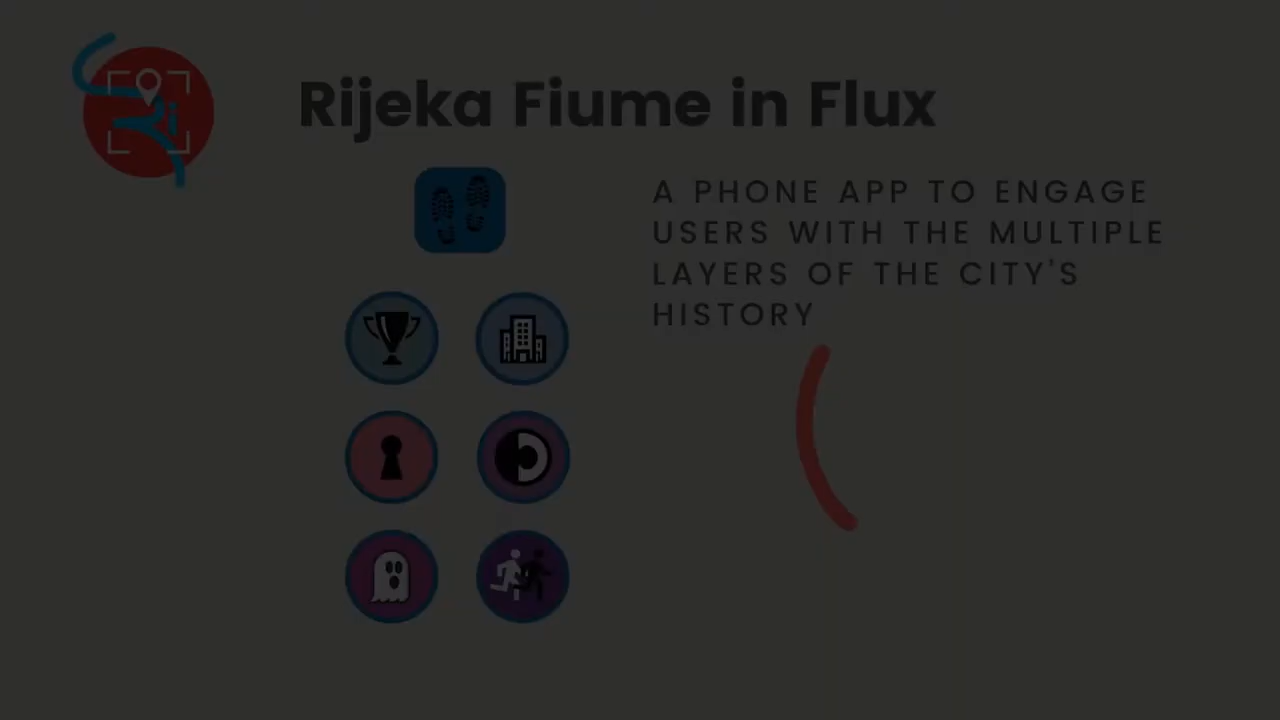 Rijeka Fiume in Flux
A PHONE APP TO ENGAGE
USERS WITH THE MULTIPLE
LAYERS OF THE CITY'S
HISTORY